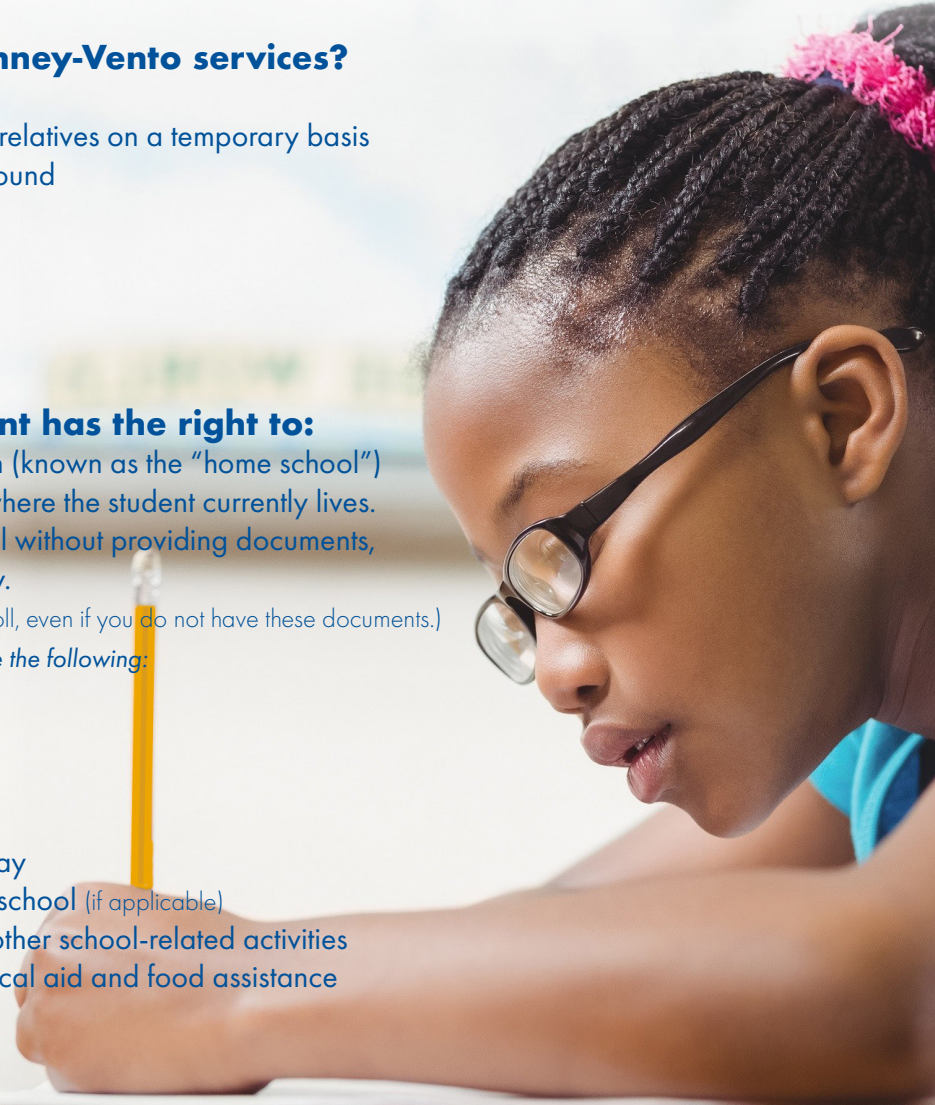 nney-Vento services?
relatives on a temporary basis
ound
nt has the right to:
n (known as the “home school”)
where the student currently lives.
l without providing documents,
y.
oll, even if you do not have these documents.)
e the following:
ay
school (if applicable)
other school-related activities
cal aid and food assistance